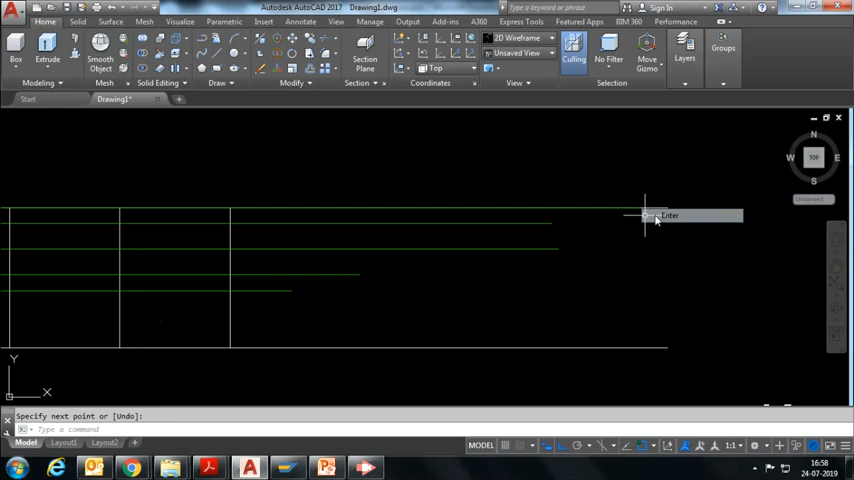 Autodesk AutoCAD 2017 Drawing1.dwg
Type a keyword or phrase
Sign In
Home Solid Surface Mesh Visualize Parametric Insert Annotate View Manage Output Add-ins A360 Express Tools Featured Apps BIM 360 Performance
Box Extrude Smooth Object Section Plane
2D Wireframe
Unsaved View
Top
Culling No Filter Move Gizmo Layers Groups
Modeling Mesh Solid Editing Draw Modify Section Coordinates View Selection
Start Drawing1*
N
W TOP E
S
Unnamed
Enter
Y
X
Specify next point or [Undo]:
Type a command
Model Layout1 Layout2 +
MODEL 1:1
16:58
24-07-2019